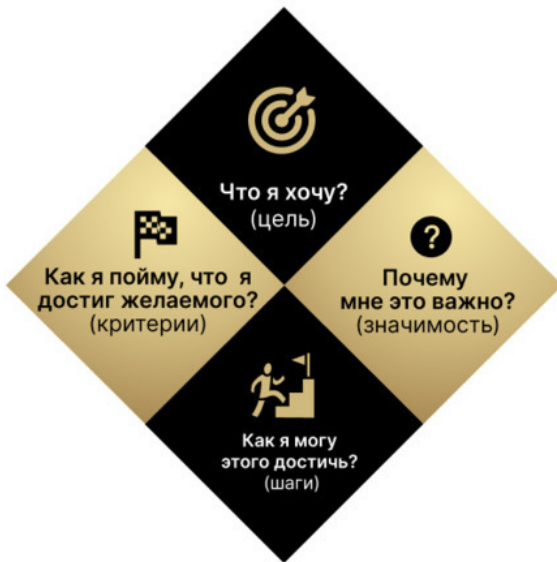 Что я хочу?
(цель)
Как я пойму, что я
достиг желаемого?
(критерии)
?
Почему
мне это важно?
(значимость)
Как я могу
этого достичь?
(шаги)